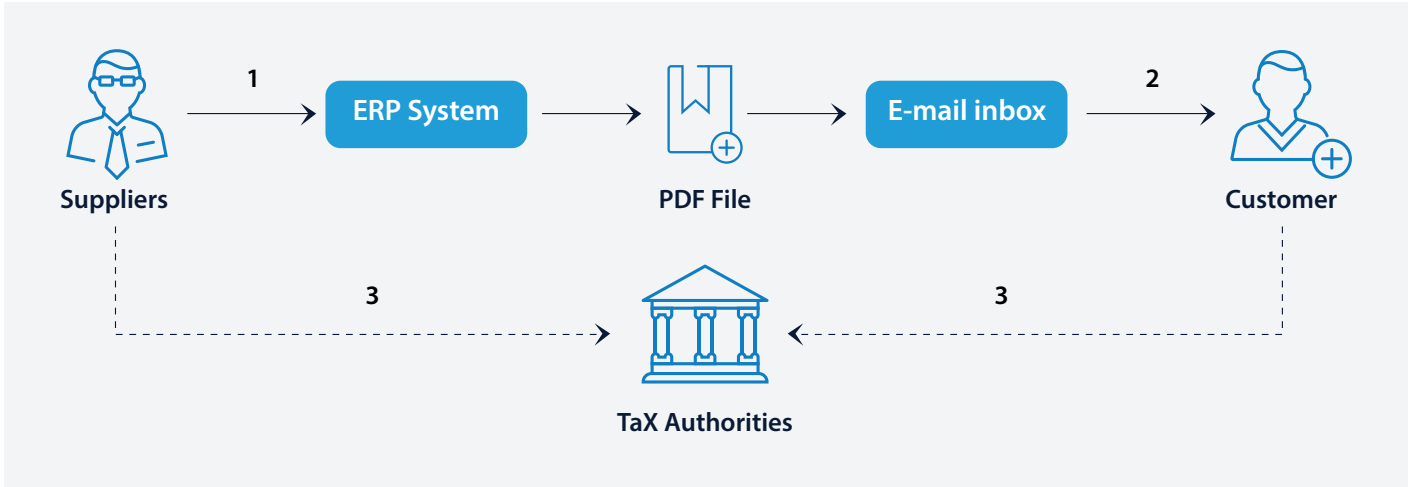 1
2
ERP System
E-mail inbox
Suppliers
PDF File
Customer
3
3
TaX Authorities